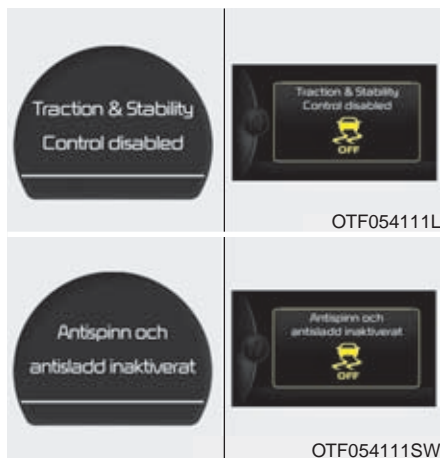 Traction & Stability
Control disabled
Traction & Stability
Control disabled
OFF
OTF054111L
Antispinn och
antisladd inaktiverat
Antispinn och
antisladd inaktiverat
OFF
OTF054111SW